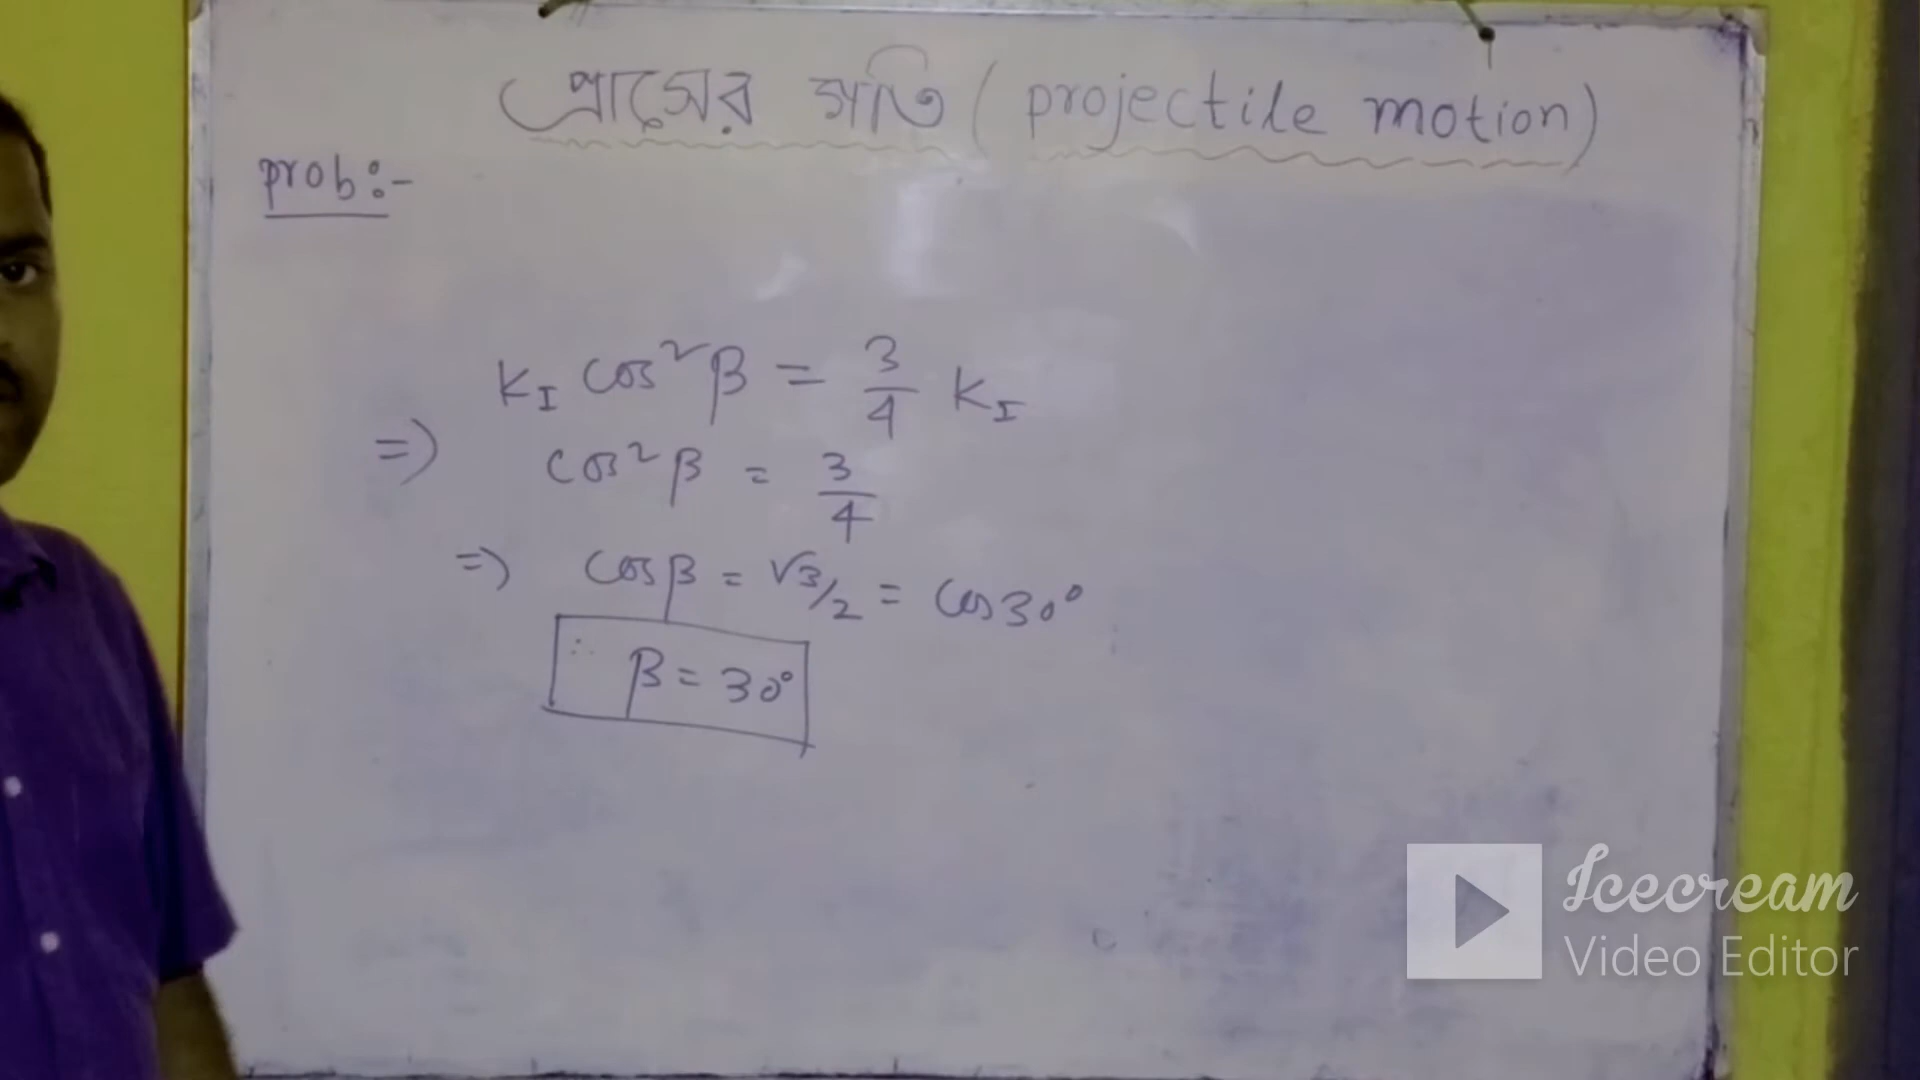 প্রাসের গতি (projectile motion)
prob:-
K_I cos²β = 3/4 K_I
=> cos²β = 3/4
=> cosβ = √3/2 = cos30°
∴ β = 30°
Icecream
Video Editor